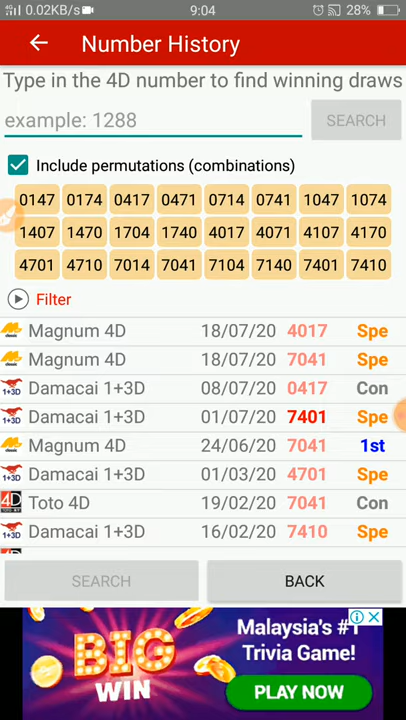 4G 0.02KB/s 9:04 28%
Number History
Type in the 4D number to find winning draws
example: 1288 SEARCH
Include permutations (combinations)
0147 0174 0417 0471 0714 0741 1047 1074
1407 1470 1704 1740 4017 4071 4107 4170
4701 4710 7014 7041 7104 7140 7401 7410
Filter
Magnum 4D 18/07/20 4017 Spe
Magnum 4D 18/07/20 7041 Spe
1+3D Damacai 1+3D 08/07/20 0417 Con
1+3D Damacai 1+3D 01/07/20 7401 Spe
Magnum 4D 24/06/20 7041 1st
1+3D Damacai 1+3D 01/03/20 4701 Spe
4D Toto 4D 19/02/20 7041 Con
1+3D Damacai 1+3D 16/02/20 7410 Spe
SEARCH BACK
BIG
WIN
Malaysia's #1
Trivia Game!
PLAY NOW